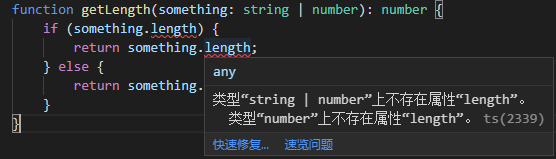 function getLength(something: string | number): number {
if (something.length) {
return something.length;
} else {
return something.
}
}
any
类型“string | number”上不存在属性“length”。
类型“number”上不存在属性“length”。 ts(2339)
快速修复... 速览问题